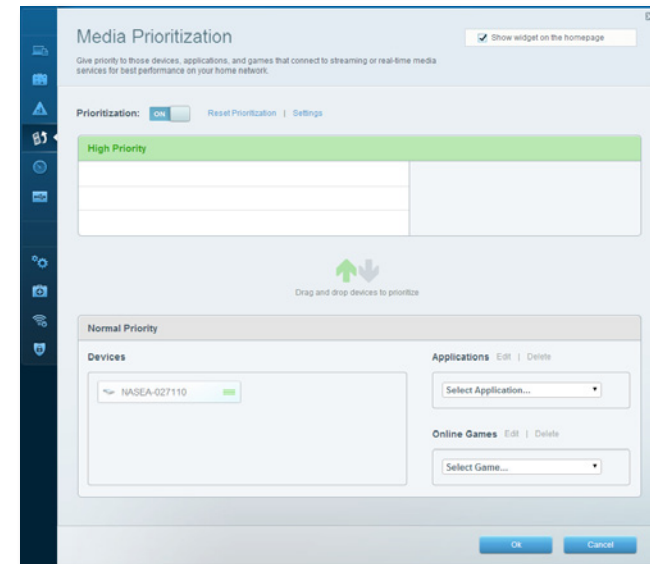 Media Prioritization
Show widget on the homepage
Give priority to those devices, applications, and games that connect to streaming or real-time media
services for best performance on your home network.
Prioritization: ON Reset Prioritization | Settings
High Priority
Drag and drop devices to prioritize
Normal Priority
Devices
Applications Edit | Delete
NASEA-027110
Select Application...
Online Games Edit | Delete
Select Game...
Ok Cancel